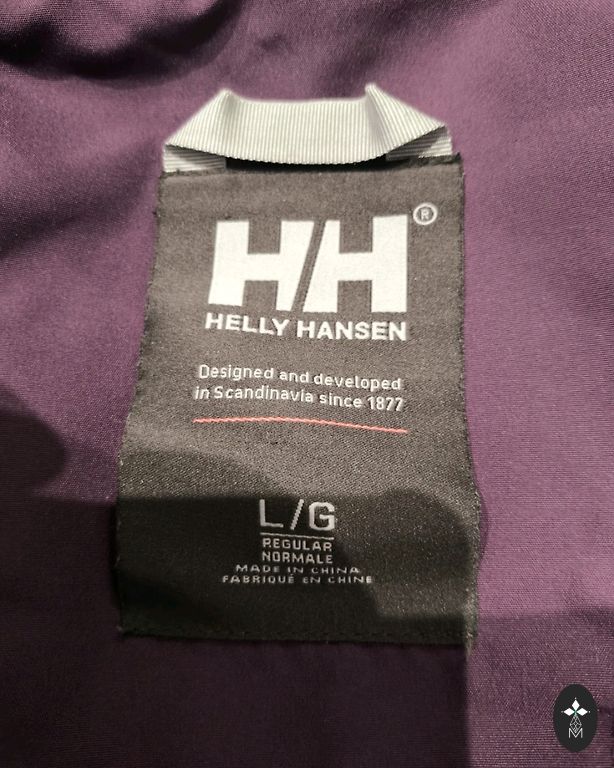 HH®
HELLY HANSEN
Designed and developed
in Scandinavia since 1877
L/G
REGULAR
NORMALE
MADE IN CHINA
FABRIQUÉ EN CHINE
M